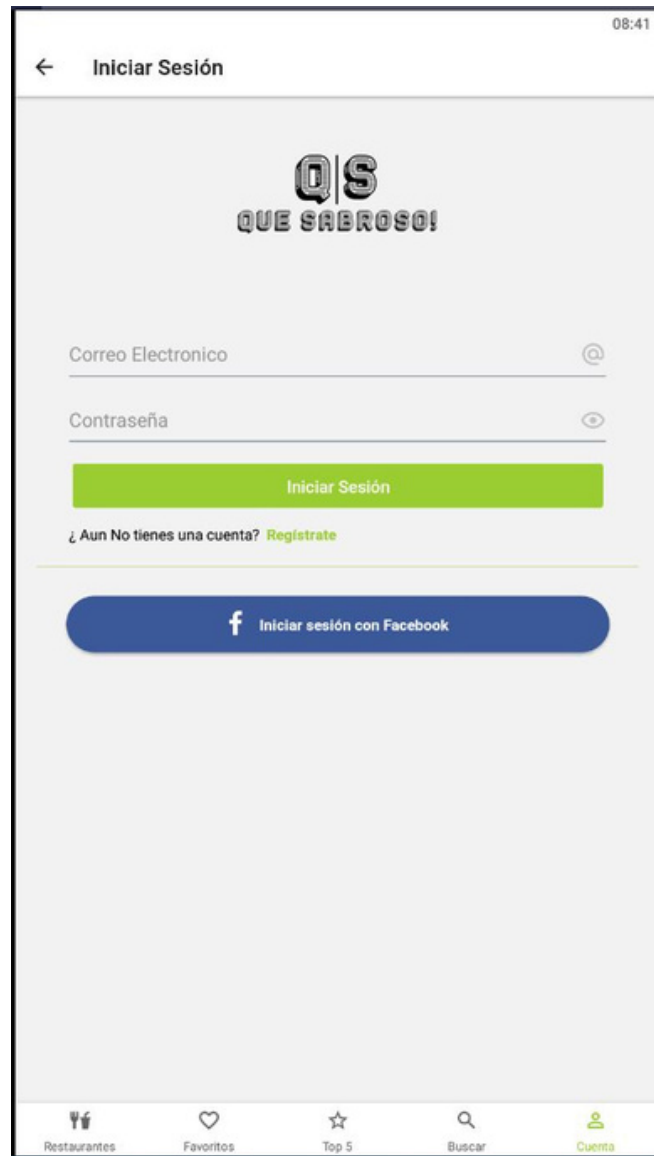 08:41
Iniciar Sesión
Q|S
QUE SABROSO!
Correo Electronico
Contraseña
Iniciar Sesión
¿ Aun No tienes una cuenta? Regístrate
Iniciar sesión con Facebook
Restaurantes Favoritos Top 5 Buscar Cuenta